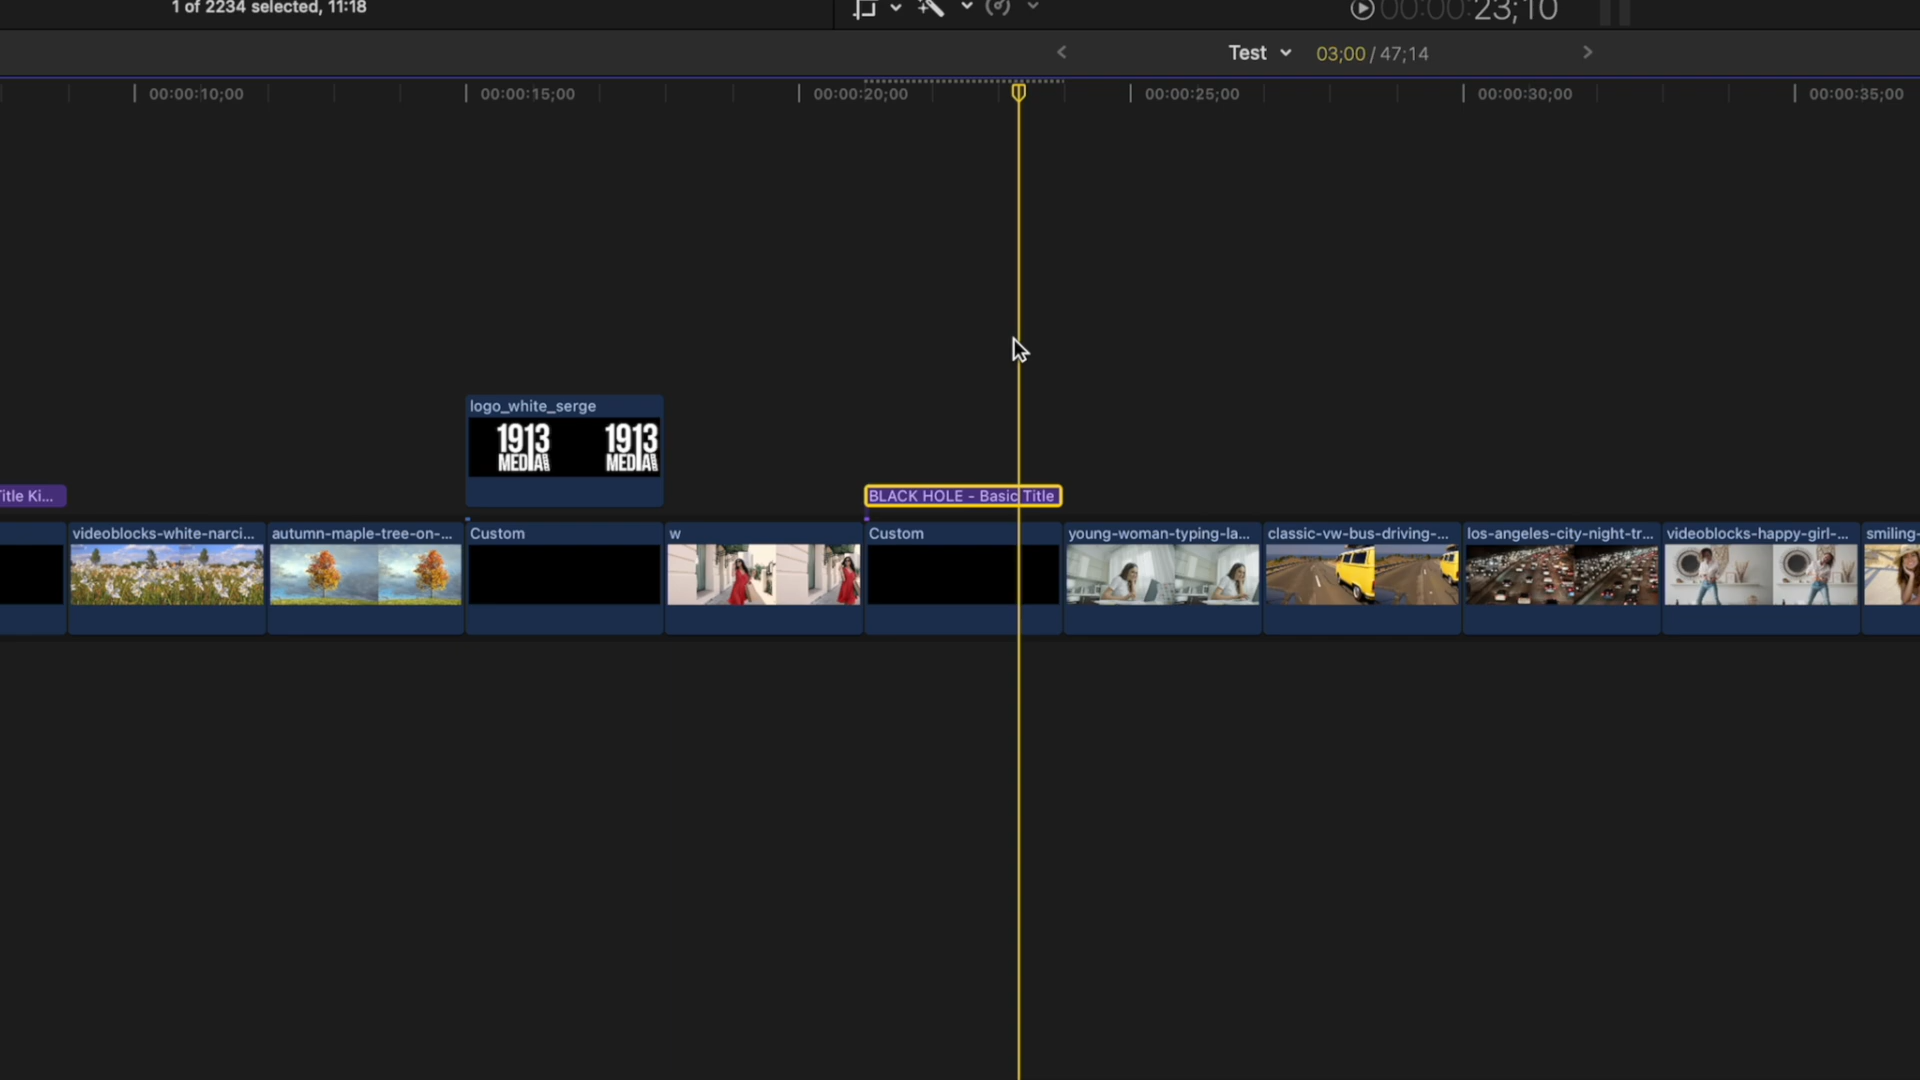 1 of 2234 selected, 11:18
00:00:23;10
Test 03;00 / 47;14
00:00:10;00 00:00:15;00 00:00:20;00 00:00:25;00 00:00:30;00 00:00:35;00
logo_white_serge
1913 1913
MEDIA MEDIA
Title Ki... BLACK HOLE - Basic Title
videoblocks-white-narci... autumn-maple-tree-on-... Custom w Custom young-woman-typing-la... classic-vw-bus-driving-... los-angeles-city-night-tr... videoblocks-happy-girl-... smiling-